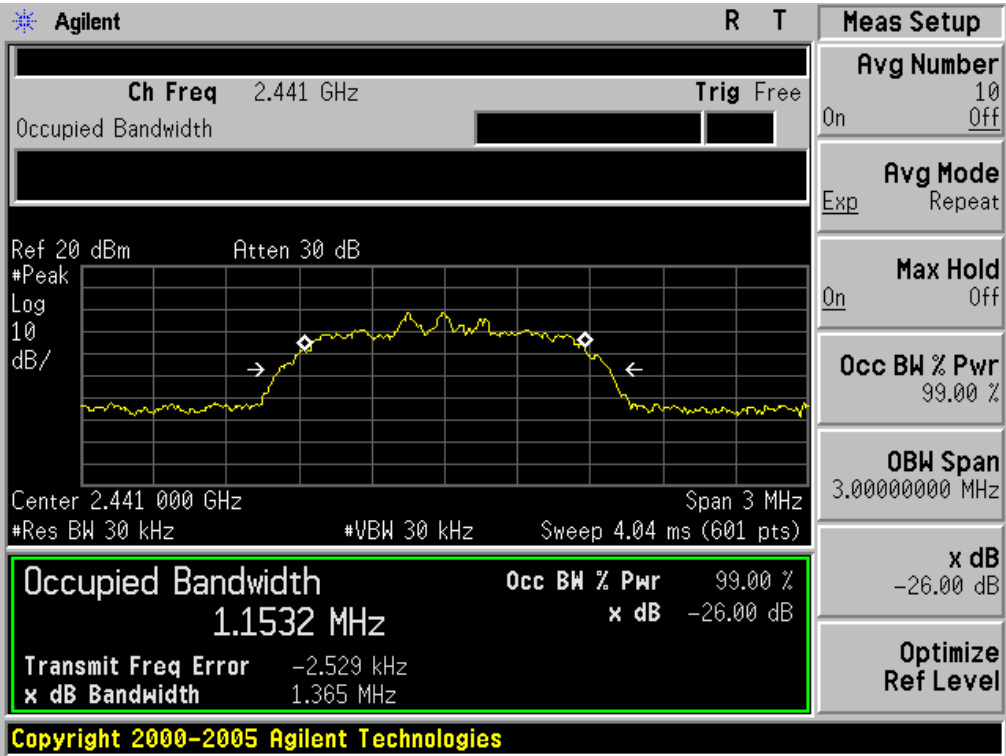 Agilent R T
Ch Freq 2.441 GHz Trig Free
Occupied Bandwidth
Ref 20 dBm Atten 30 dB
#Peak
Log
10
dB/
Center 2.441 000 GHz Span 3 MHz
#Res BW 30 kHz #VBW 30 kHz Sweep 4.04 ms (601 pts)
Occupied Bandwidth Occ BW % Pwr 99.00 %
1.1532 MHz x dB -26.00 dB
Transmit Freq Error -2.529 kHz
x dB Bandwidth 1.365 MHz
Copyright 2000-2005 Agilent Technologies
Meas Setup
Avg Number
10
On Off
Avg Mode
Exp Repeat
Max Hold
On Off
Occ BW % Pwr
99.00 %
OBW Span
3.00000000 MHz
x dB
-26.00 dB
Optimize
Ref Level